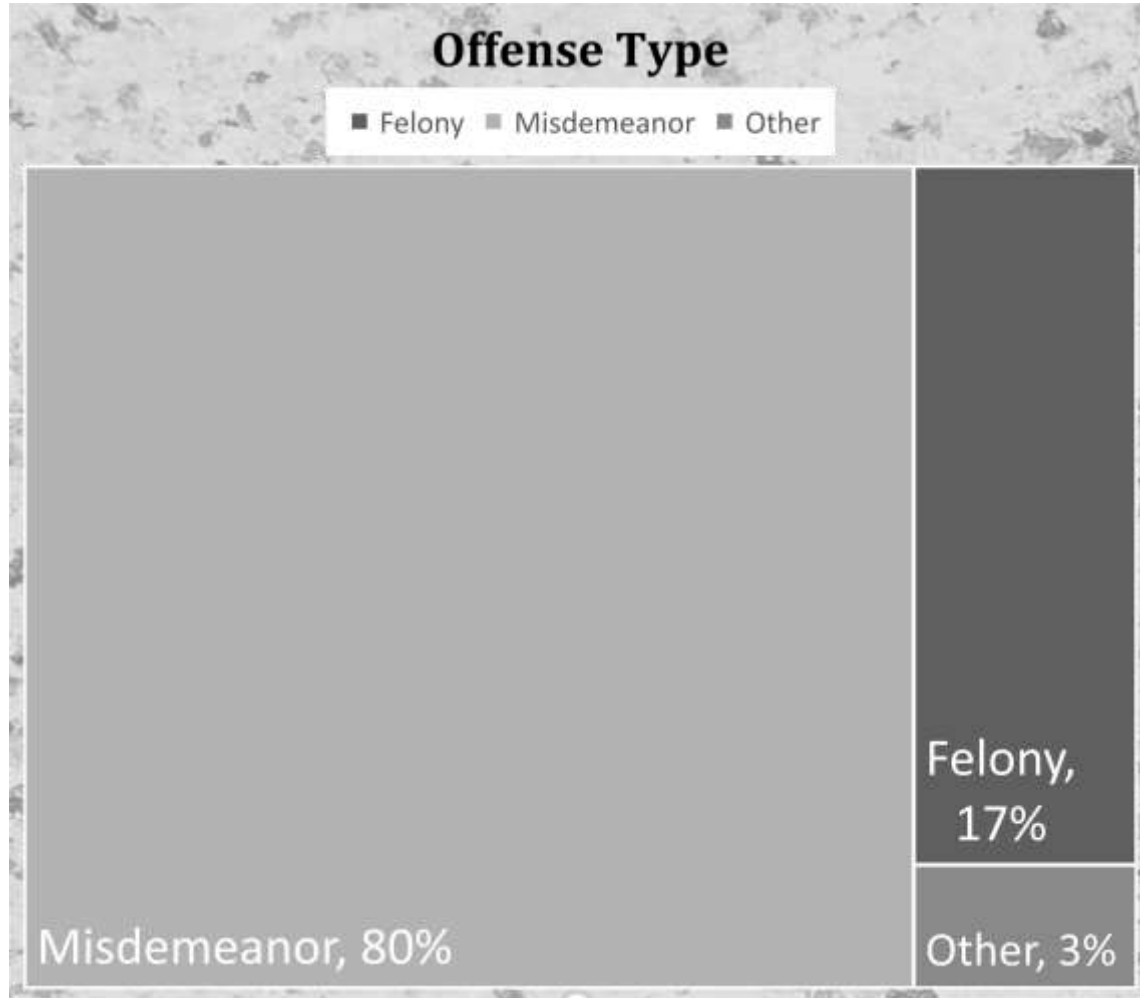 Offense Type
Felony Misdemeanor Other
Felony,
17%
Misdemeanor, 80%
Other, 3%